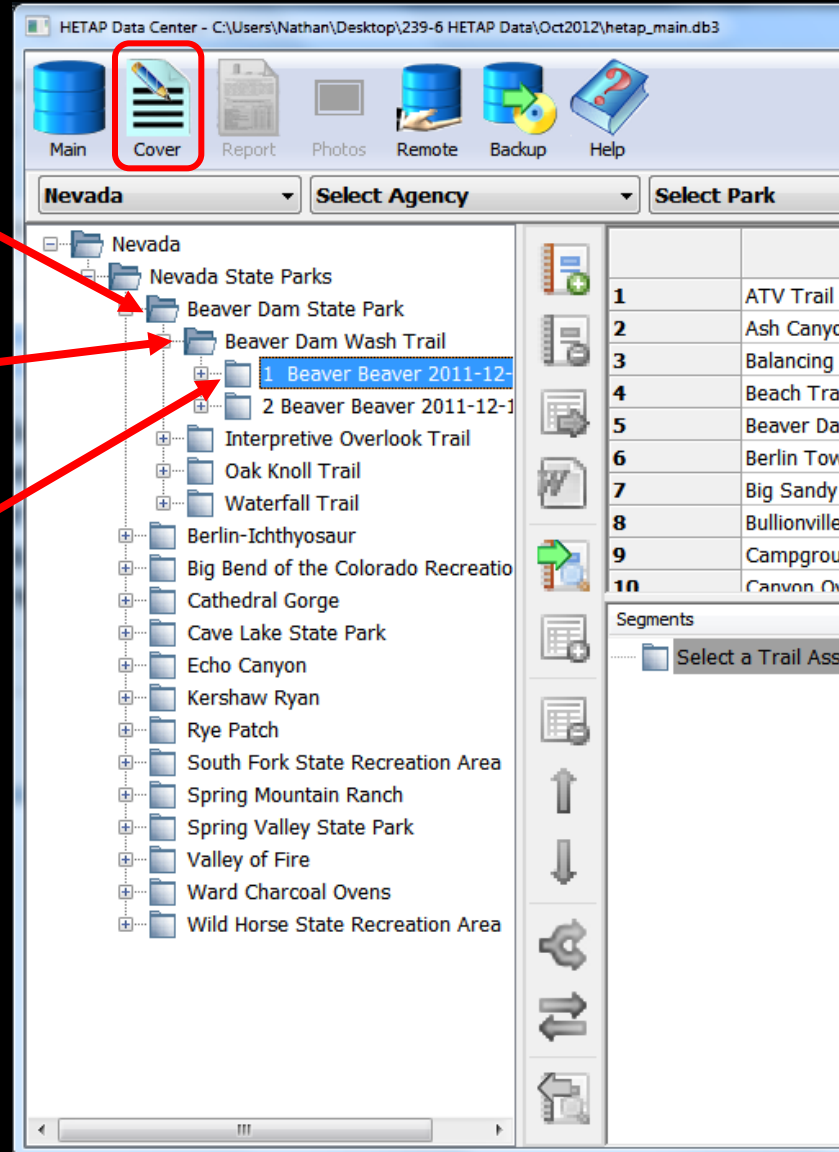 HETAP Data Center - C:\Users\Nathan\Desktop\239-6 HETAP Data\Oct2012\hetap_main.db3
Main Cover Report Photos Remote Backup Help
Nevada Select Agency Select Park
Nevada
Nevada State Parks
Beaver Dam State Park
Beaver Dam Wash Trail
1 Beaver Beaver 2011-12-
2 Beaver Beaver 2011-12-1
Interpretive Overlook Trail
Oak Knoll Trail
Waterfall Trail
Berlin-Ichthyosaur
Big Bend of the Colorado Recreatio
Cathedral Gorge
Cave Lake State Park
Echo Canyon
Kershaw Ryan
Rye Patch
South Fork State Recreation Area
Spring Mountain Ranch
Spring Valley State Park
Valley of Fire
Ward Charcoal Ovens
Wild Horse State Recreation Area
1 ATV Trail
2 Ash Canyo
3 Balancing
4 Beach Tra
5 Beaver Da
6 Berlin Tow
7 Big Sandy
8 Bullionville
9 Campgrou
10 Canyon Ov
Segments
Select a Trail Ass